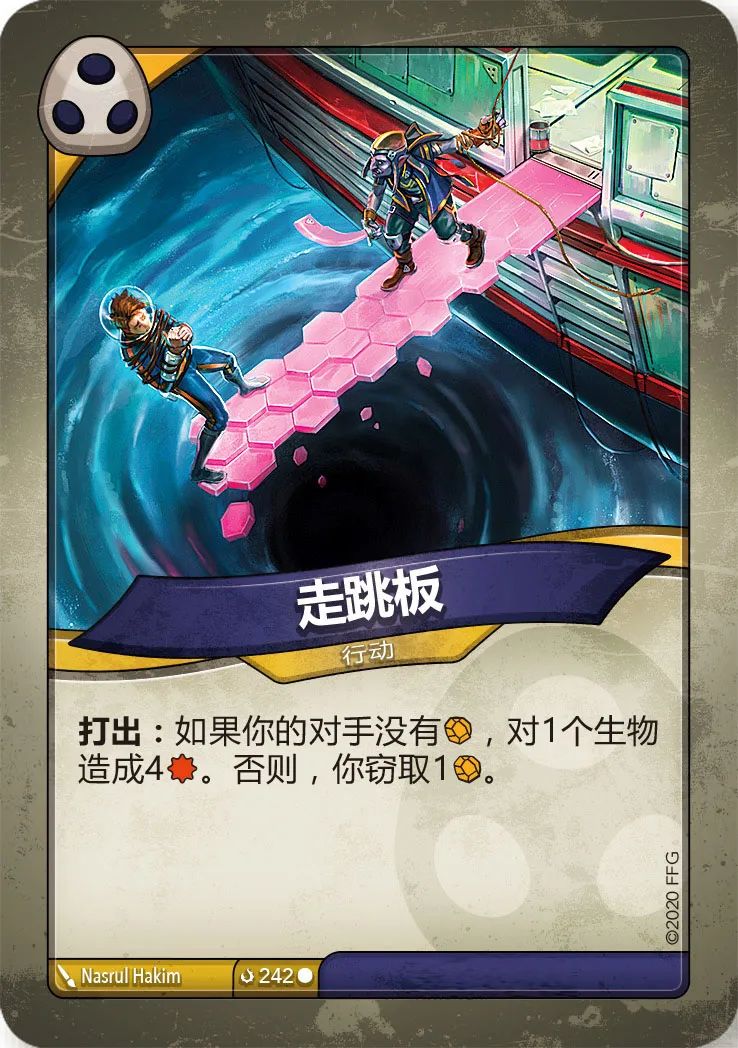 走跳板
行动
打出：如果你的对手没有，对1个生物
造成4。否则，你窃取1。
©2020 FFG
Nasrul Hakim
242